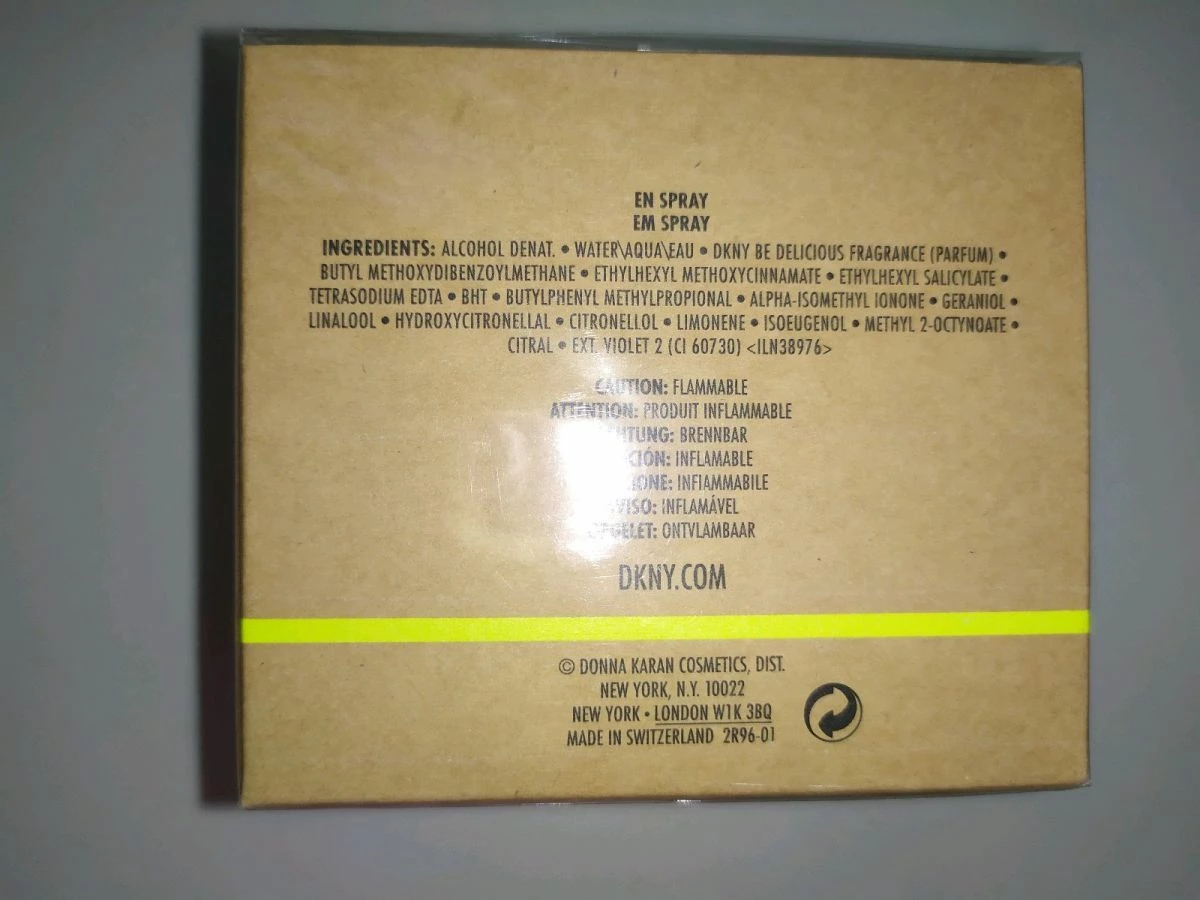 EN SPRAY
EM SPRAY
INGREDIENTS: ALCOHOL DENAT. • WATER\AQUA\EAU • DKNY BE DELICIOUS FRAGRANCE (PARFUM) •
BUTYL METHOXYDIBENZOYLMETHANE • ETHYLHEXYL METHOXYCINNAMATE • ETHYLHEXYL SALICYLATE •
TETRASODIUM EDTA • BHT • BUTYLPHENYL METHYLPROPIONAL • ALPHA-ISOMETHYL IONONE • GERANIOL •
LINALOOL • HYDROXYCITRONELLAL • CITRONELLOL • LIMONENE • ISOEUGENOL • METHYL 2-OCTYNOATE •
CITRAL • EXT. VIOLET 2 (CI 60730) <ILN38976>
CAUTION: FLAMMABLE
ATTENTION: PRODUIT INFLAMMABLE
BRENNBAR
INFLAMABLE
INFIAMMABILE
INFLAMÁVEL
ONTVLAMBAAR
DKNY.COM
© DONNA KARAN COSMETICS, DIST.
NEW YORK, N.Y. 10022
NEW YORK • LONDON W1K 3BQ
MADE IN SWITZERLAND 2R96-01